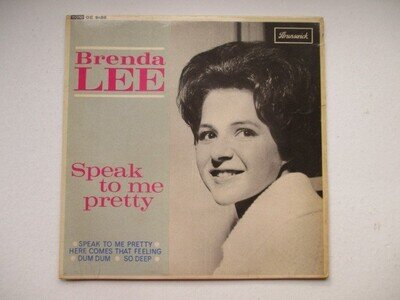 Brenda
LEE
Brunswick
Speak
to me
pretty
SPEAK TO ME PRETTY
HERE COMES THAT FEELING
DUM DUM SO DEEP